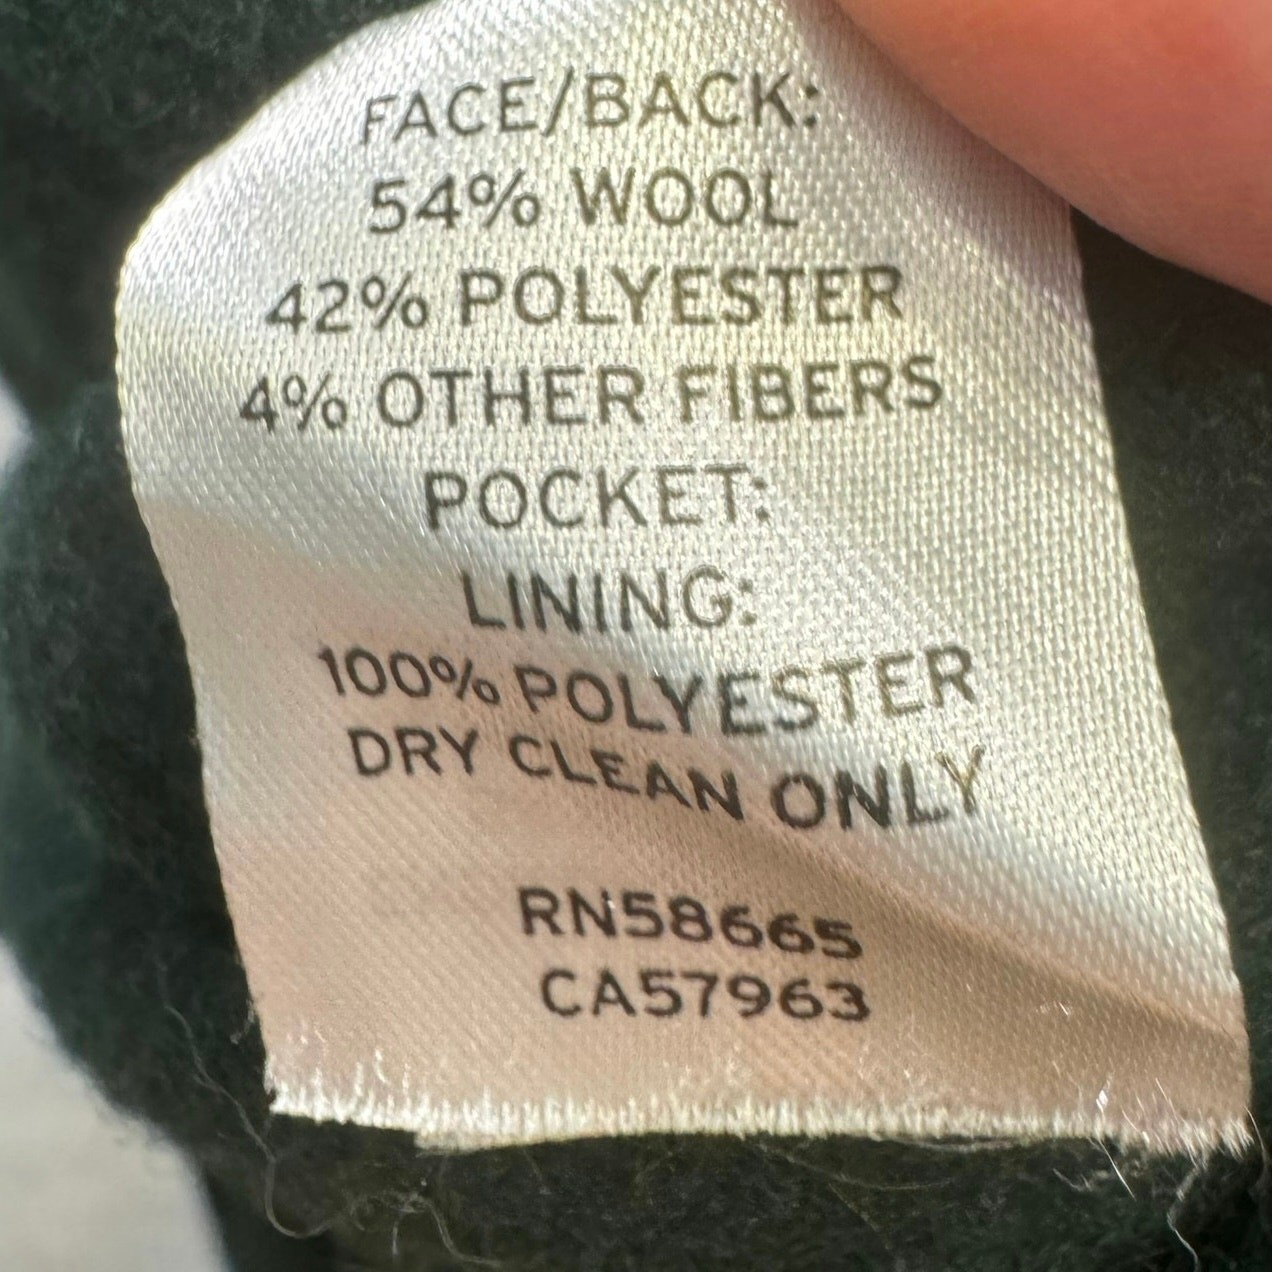 FACE/BACK:
54% WOOL
42% POLYESTER
4% OTHER FIBERS
POCKET:
LINING:
100% POLYESTER
DRY CLEAN ONLY
RN58665
CA57963